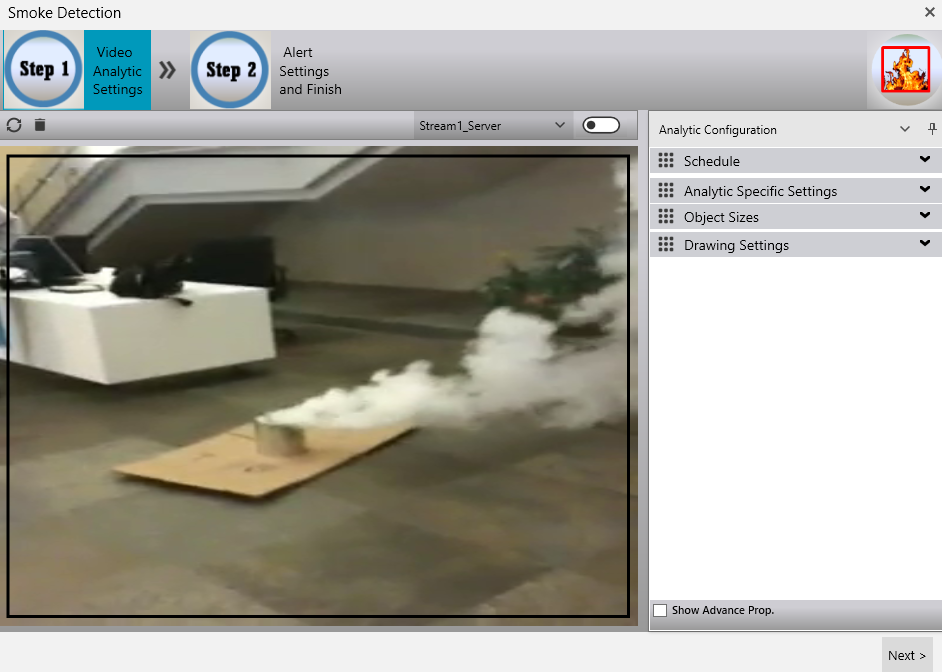 Smoke Detection
Step 1
Video
Analytic
Settings
Step 2
Alert
Settings
and Finish
Stream1_Server
Analytic Configuration
Schedule
Analytic Specific Settings
Object Sizes
Drawing Settings
Show Advance Prop.
Next >